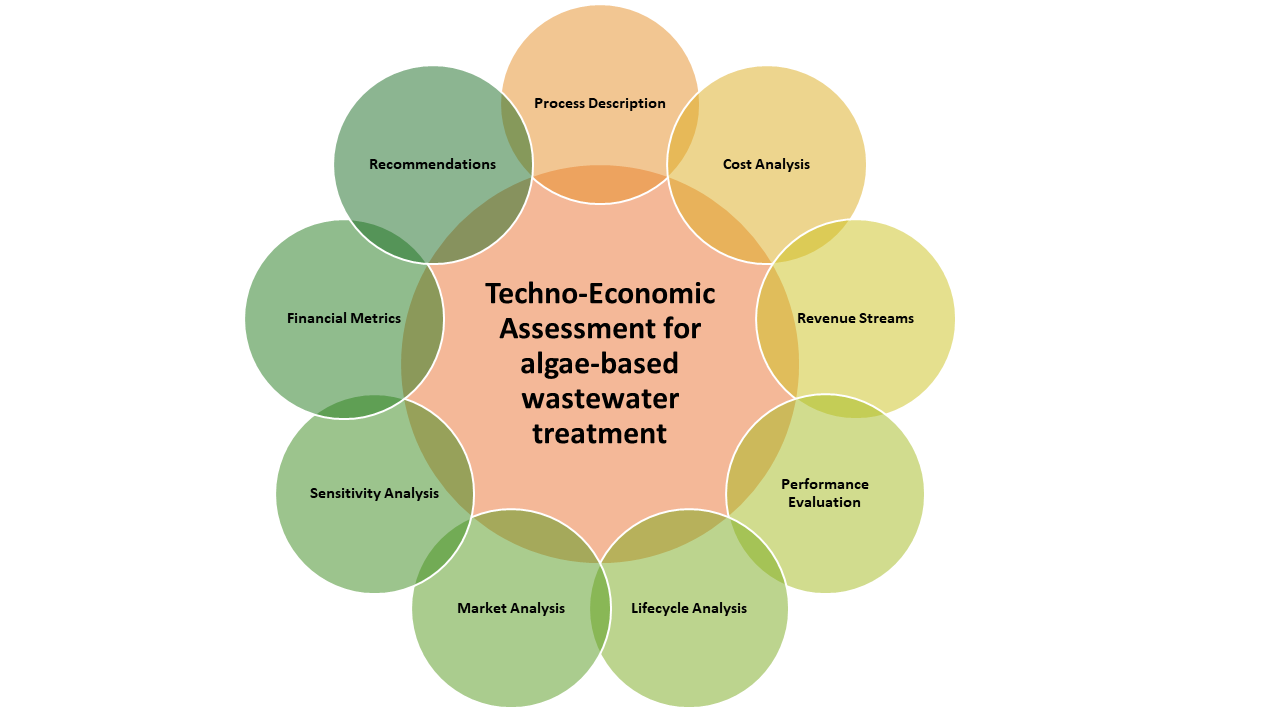 Process Description
Cost Analysis
Revenue Streams
Performance
Evaluation
Lifecycle Analysis
Market Analysis
Sensitivity Analysis
Financial Metrics
Recommendations
Techno-Economic
Assessment for
algae-based
wastewater
treatment